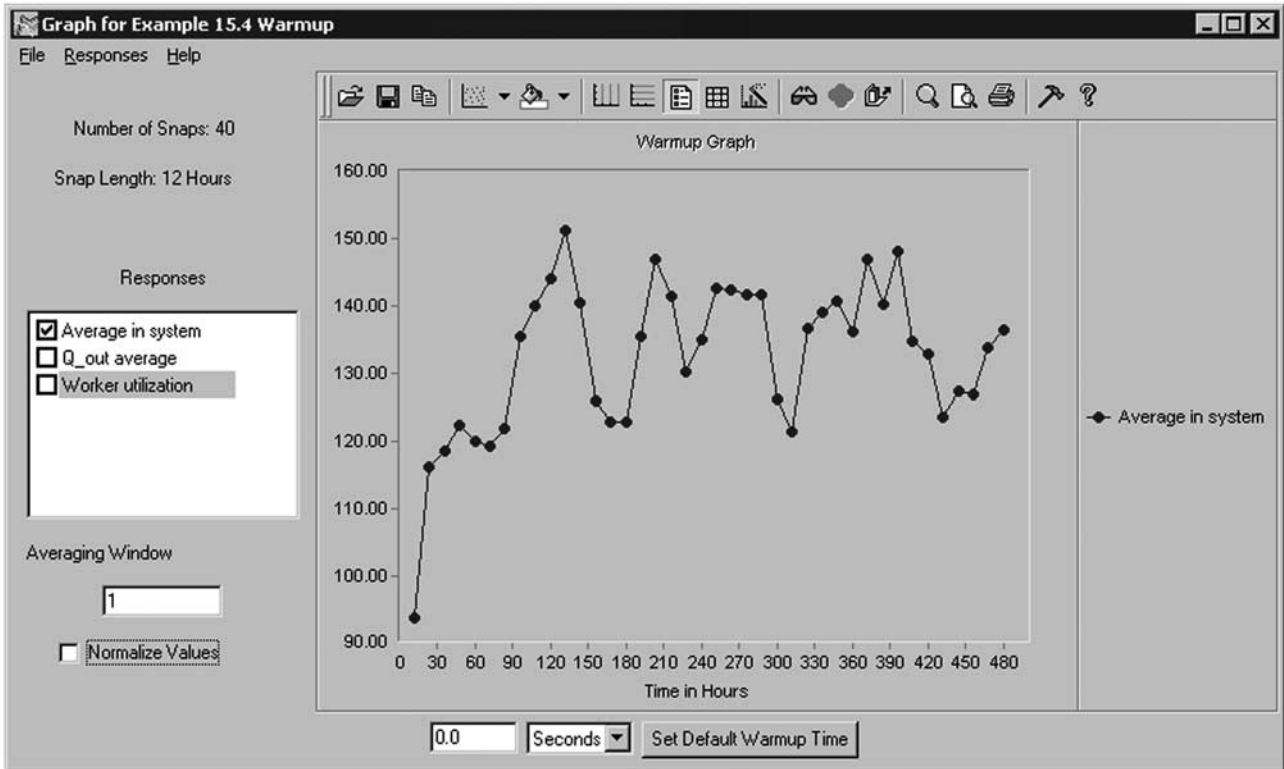 Graph for Example 15.4 Warmup
File Responses Help
Number of Snaps: 40
Snap Length: 12 Hours
Responses
Average in system
Q_out average
Worker utilization
Averaging Window
1
Normalize Values
Warmup Graph
160.00
150.00
140.00
130.00
120.00
110.00
100.00
90.00
0 30 60 90 120 150 180 210 240 270 300 330 360 390 420 450 480
Time in Hours
Average in system
0.0 Seconds Set Default Warmup Time